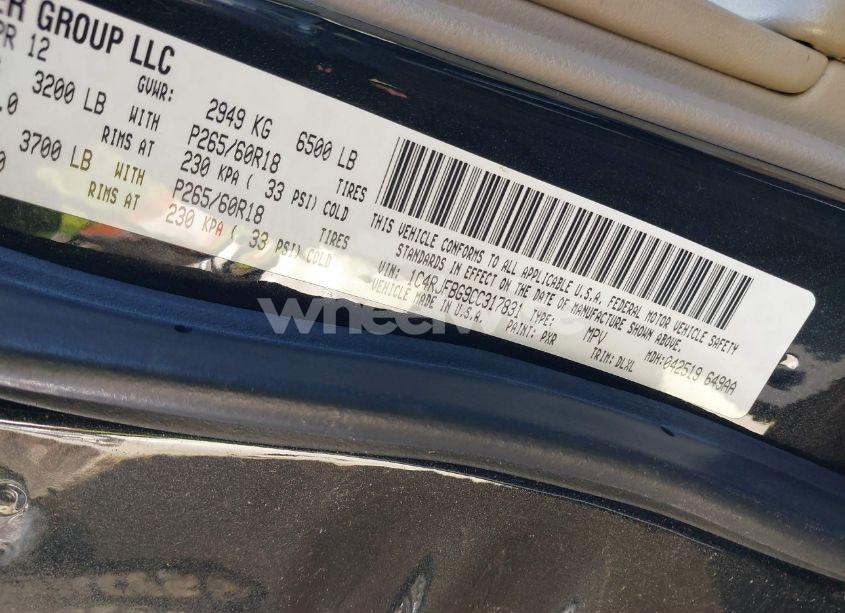 ER GROUP LLC
PR 12
GVWR: 2949 KG 6500 LB
3200 LB WITH P265/60R18 TIRES
.0 RIMS AT 230 KPA ( 33 PSI) COLD
3700 LB WITH P265/60R18 TIRES
0 RIMS AT 230 KPA ( 33 PSI) COLD
THIS VEHICLE CONFORMS TO ALL APPLICABLE U.S.A. FEDERAL MOTOR VEHICLE SAFETY
STANDARDS IN EFFECT ON THE DATE OF MANUFACTURE SHOWN ABOVE.
VIN: 1C4RJFBG9CC317831 TYPE: MPV
VEHICLE MADE IN U.S.A. PAINT: PXR TRIM: DLXL MDH:042519 649AA